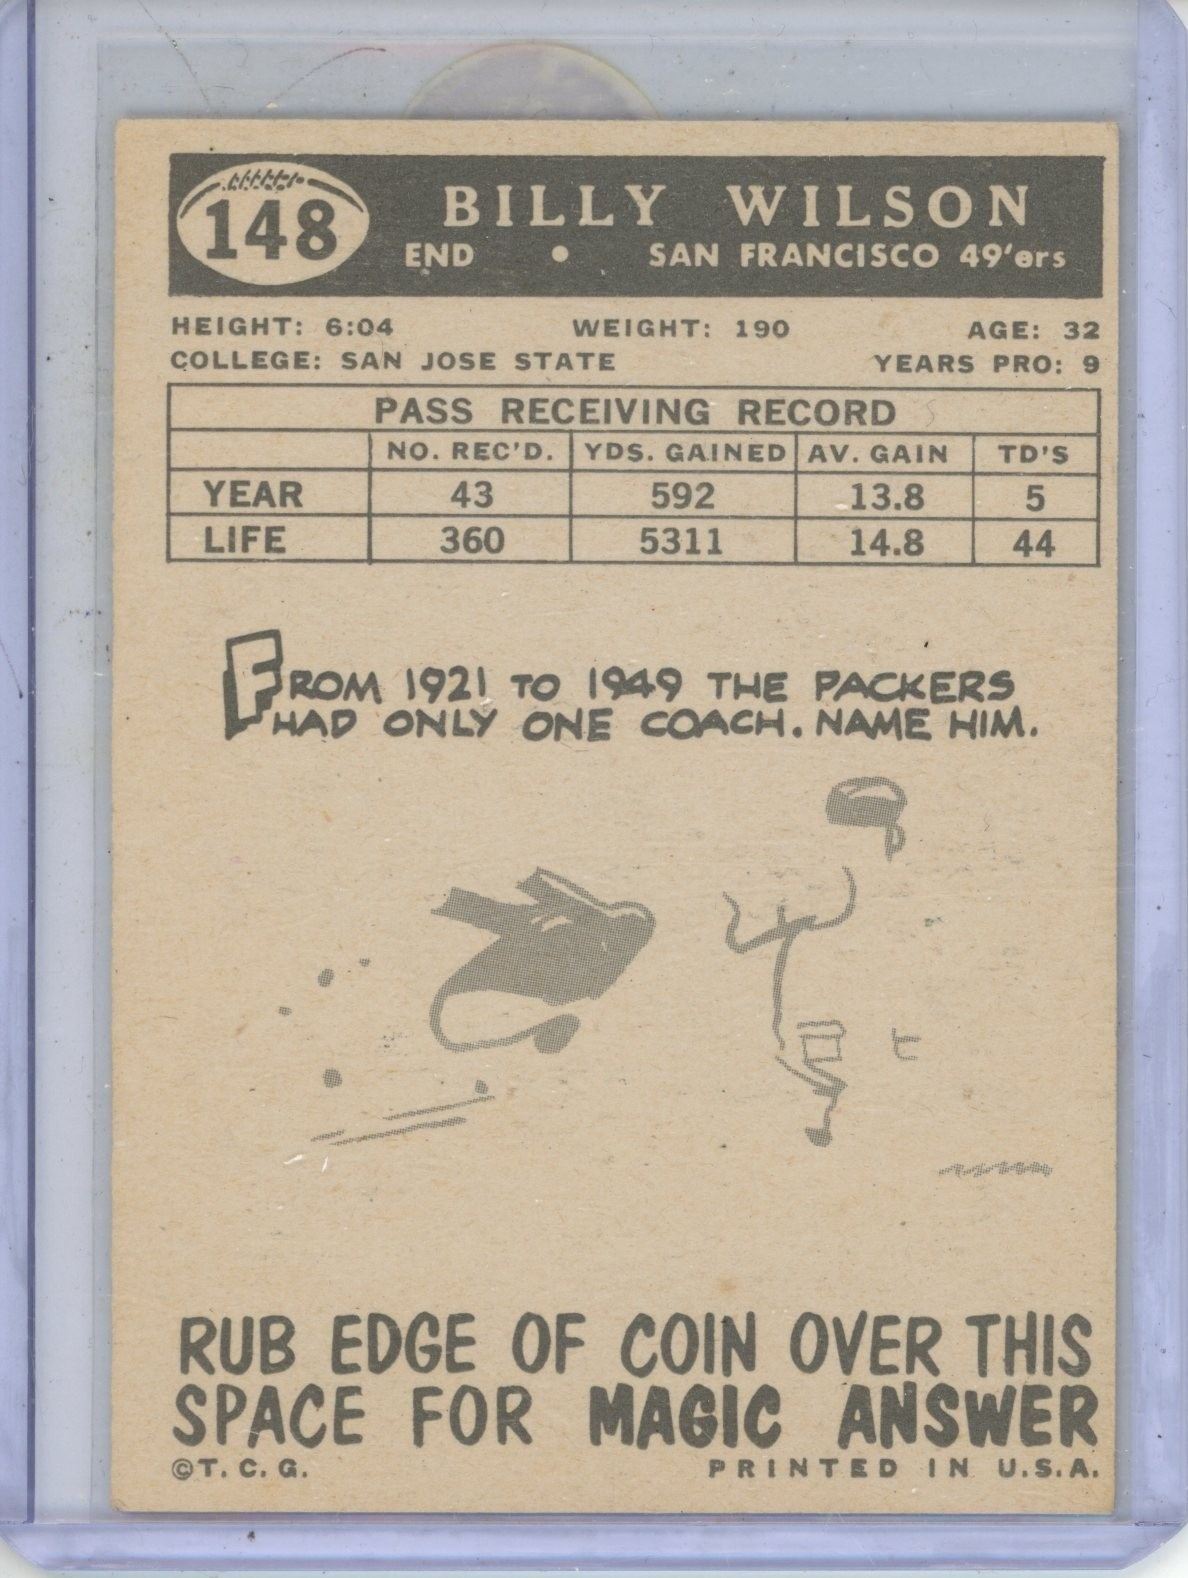 148
BILLY WILSON
END • SAN FRANCISCO 49'ers
HEIGHT: 6:04 WEIGHT: 190 AGE: 32
COLLEGE: SAN JOSE STATE YEARS PRO: 9
PASS RECEIVING RECORD
NO. REC'D. YDS. GAINED AV. GAIN TD'S
YEAR 43 592 13.8 5
LIFE 360 5311 14.8 44
FROM 1921 TO 1949 THE PACKERS
HAD ONLY ONE COACH. NAME HIM.
RUB EDGE OF COIN OVER THIS
SPACE FOR MAGIC ANSWER
©T.C.G. PRINTED IN U.S.A.